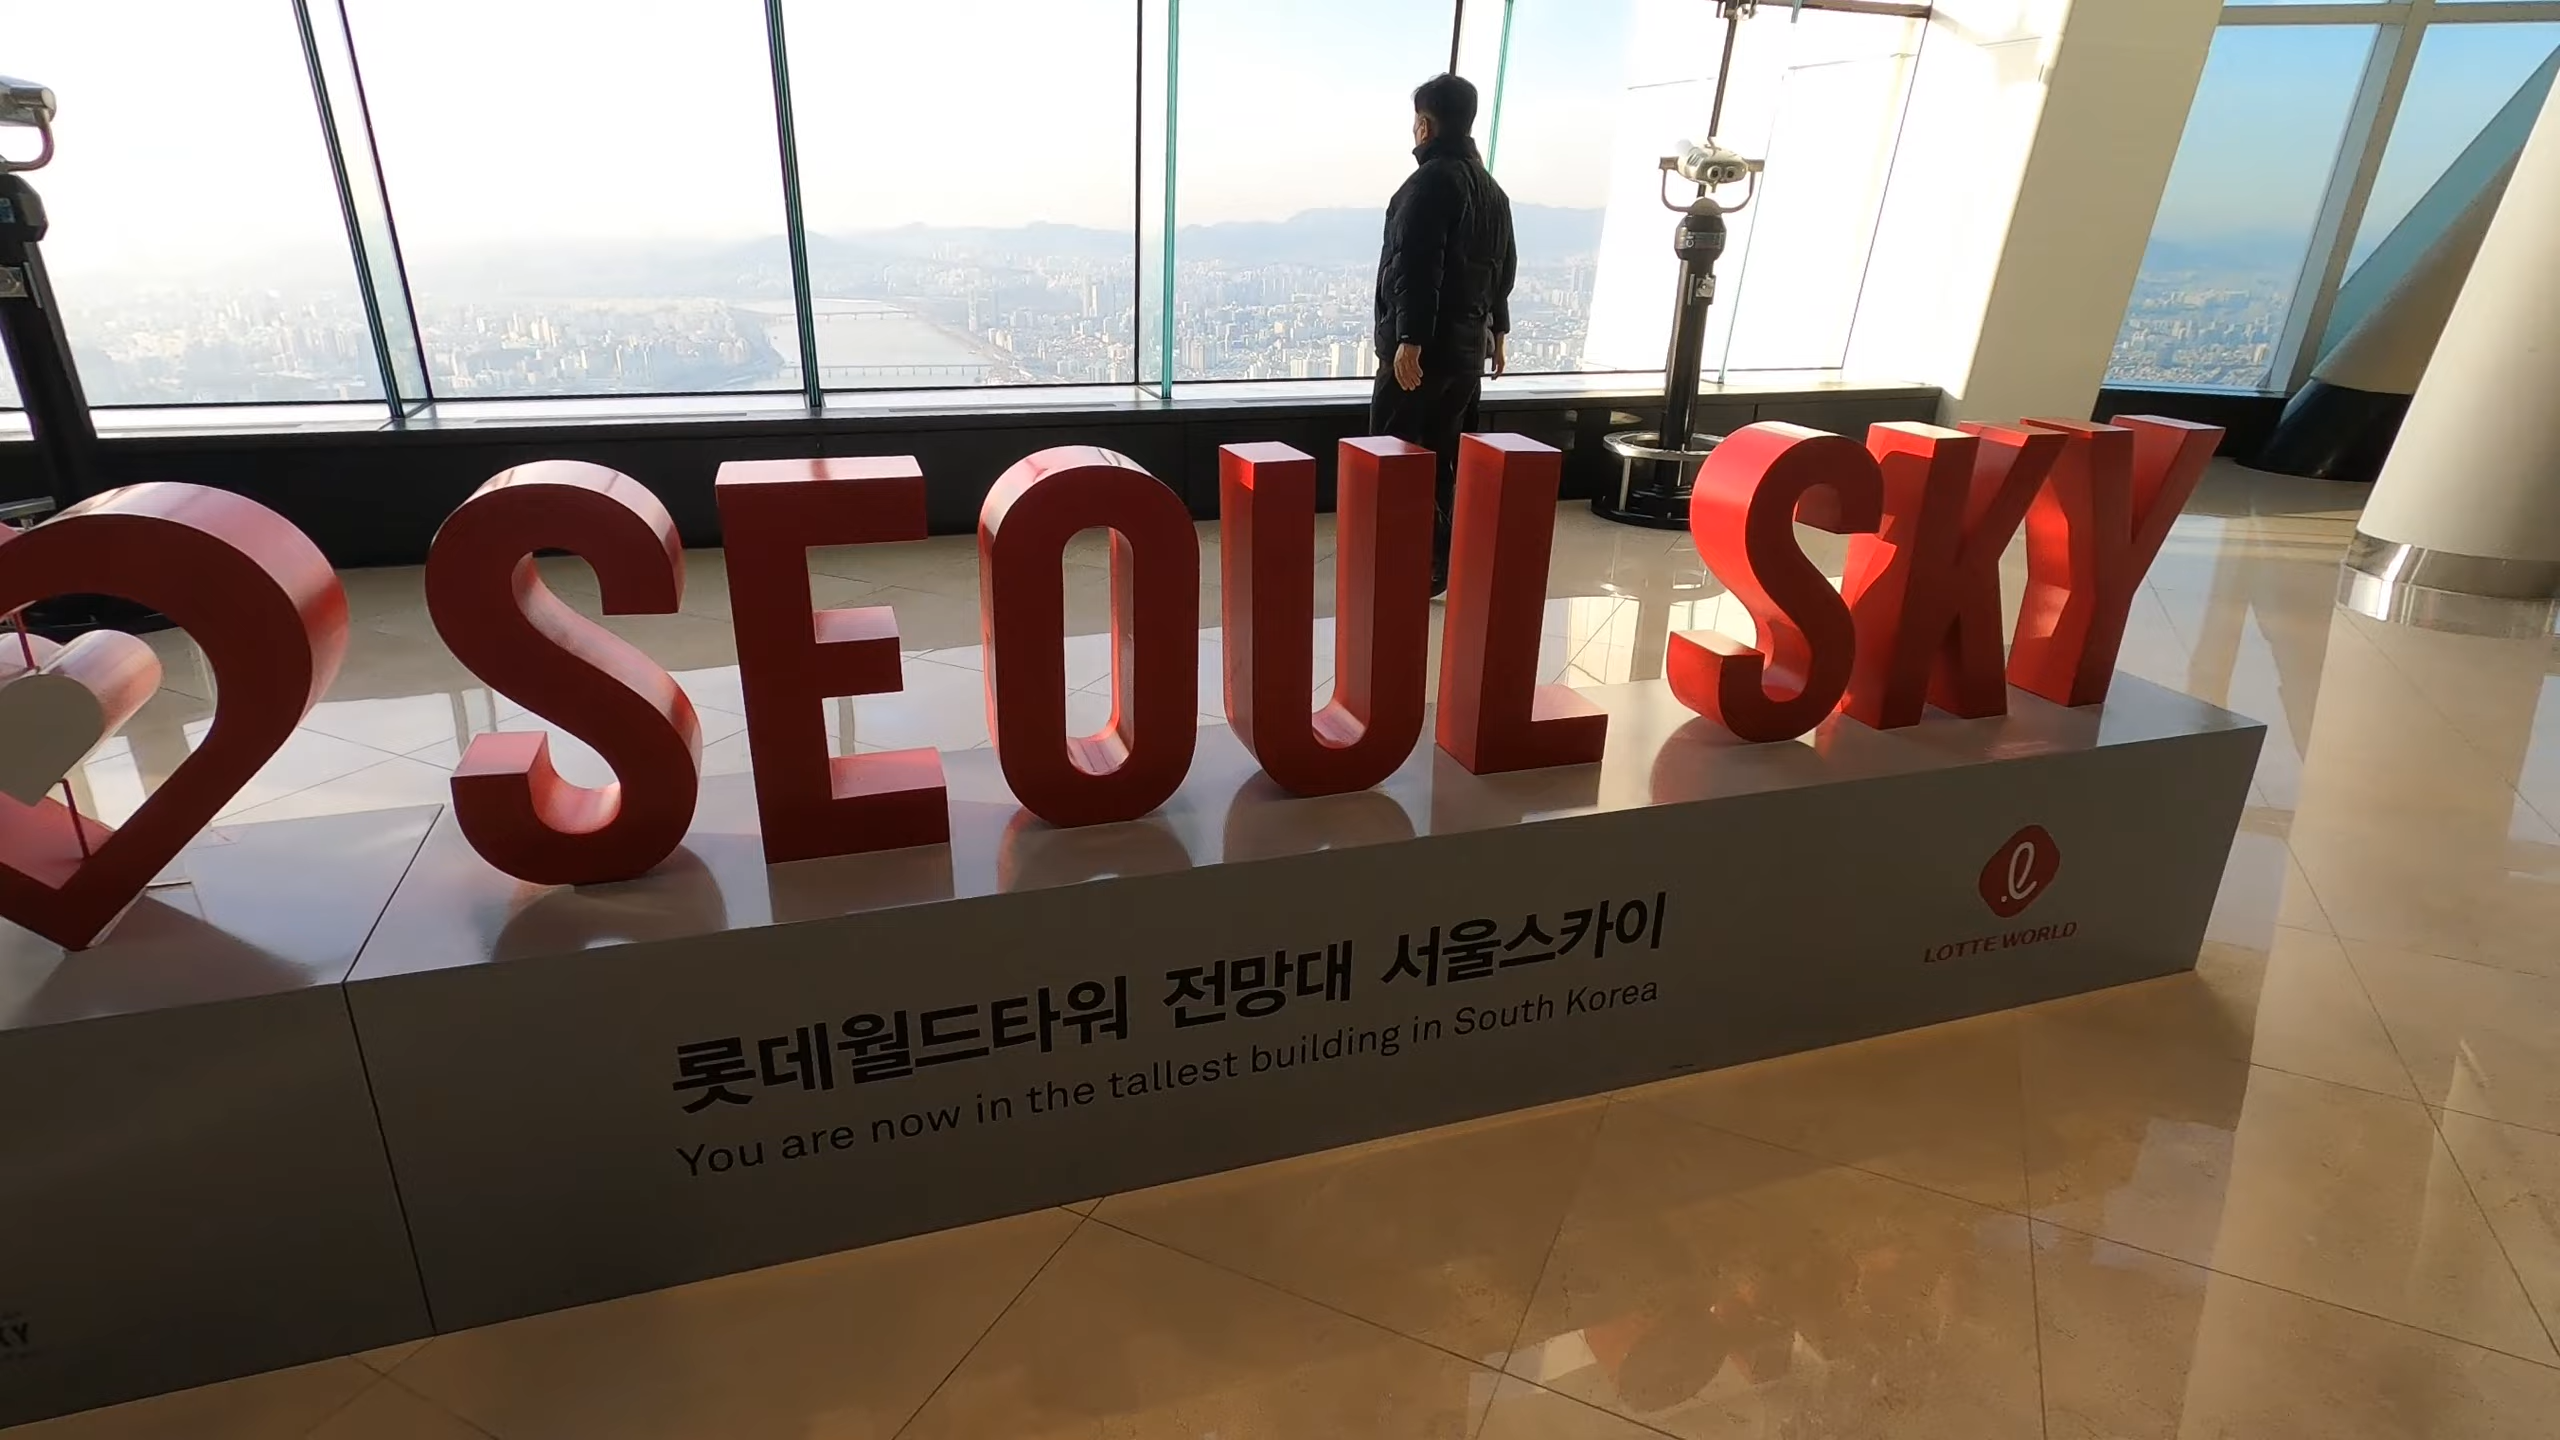 SEOUL SKY
롯데월드타워 전망대 서울스카이
You are now in the tallest building in South Korea
LOTTE WORLD